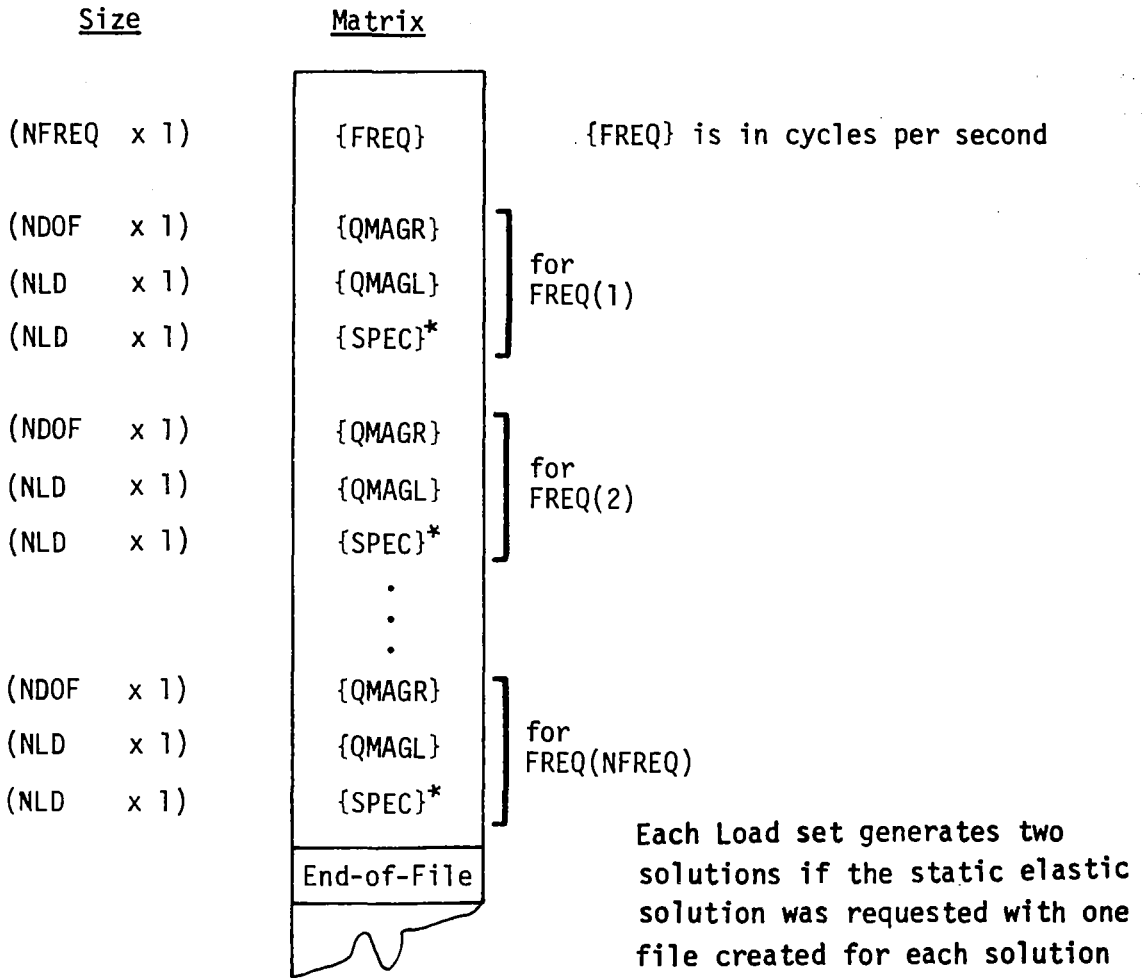 Size Matrix
(NFREQ x 1) {FREQ} {FREQ} is in cycles per second
(NDOF x 1) {QMAGR}
(NLD x 1) {QMAGL}
(NLD x 1) {SPEC}*
for
FREQ(1)
(NDOF x 1) {QMAGR}
(NLD x 1) {QMAGL}
(NLD x 1) {SPEC}*
for
FREQ(2)
(NDOF x 1) {QMAGR}
(NLD x 1) {QMAGL}
(NLD x 1) {SPEC}*
for
FREQ(NFREQ)
End-of-File
Each Load set generates two
solutions if the static elastic
solution was requested with one
file created for each solution